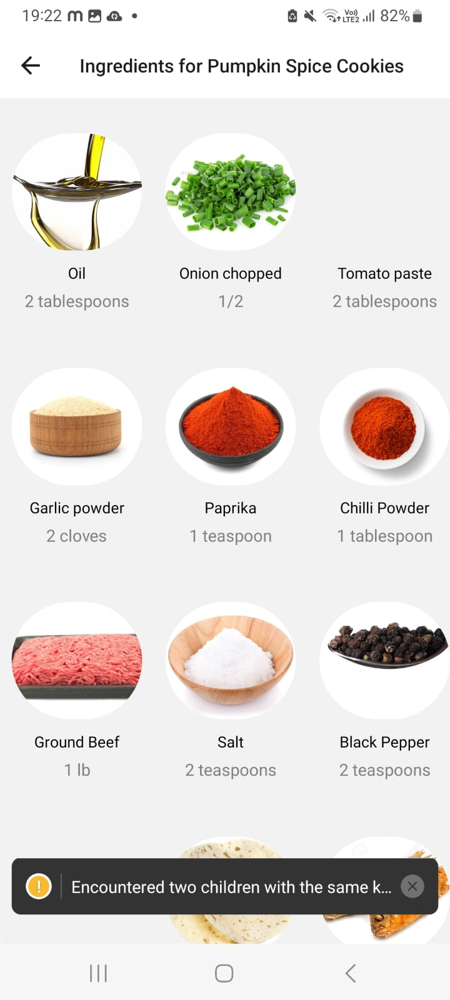 19:22 m Vo)) LTE2 82%
Ingredients for Pumpkin Spice Cookies
Oil Onion chopped Tomato paste
2 tablespoons 1/2 2 tablespoons
Garlic powder Paprika Chilli Powder
2 cloves 1 teaspoon 1 tablespoon
Ground Beef Salt Black Pepper
1 lb 2 teaspoons 2 teaspoons
Encountered two children with the same k...